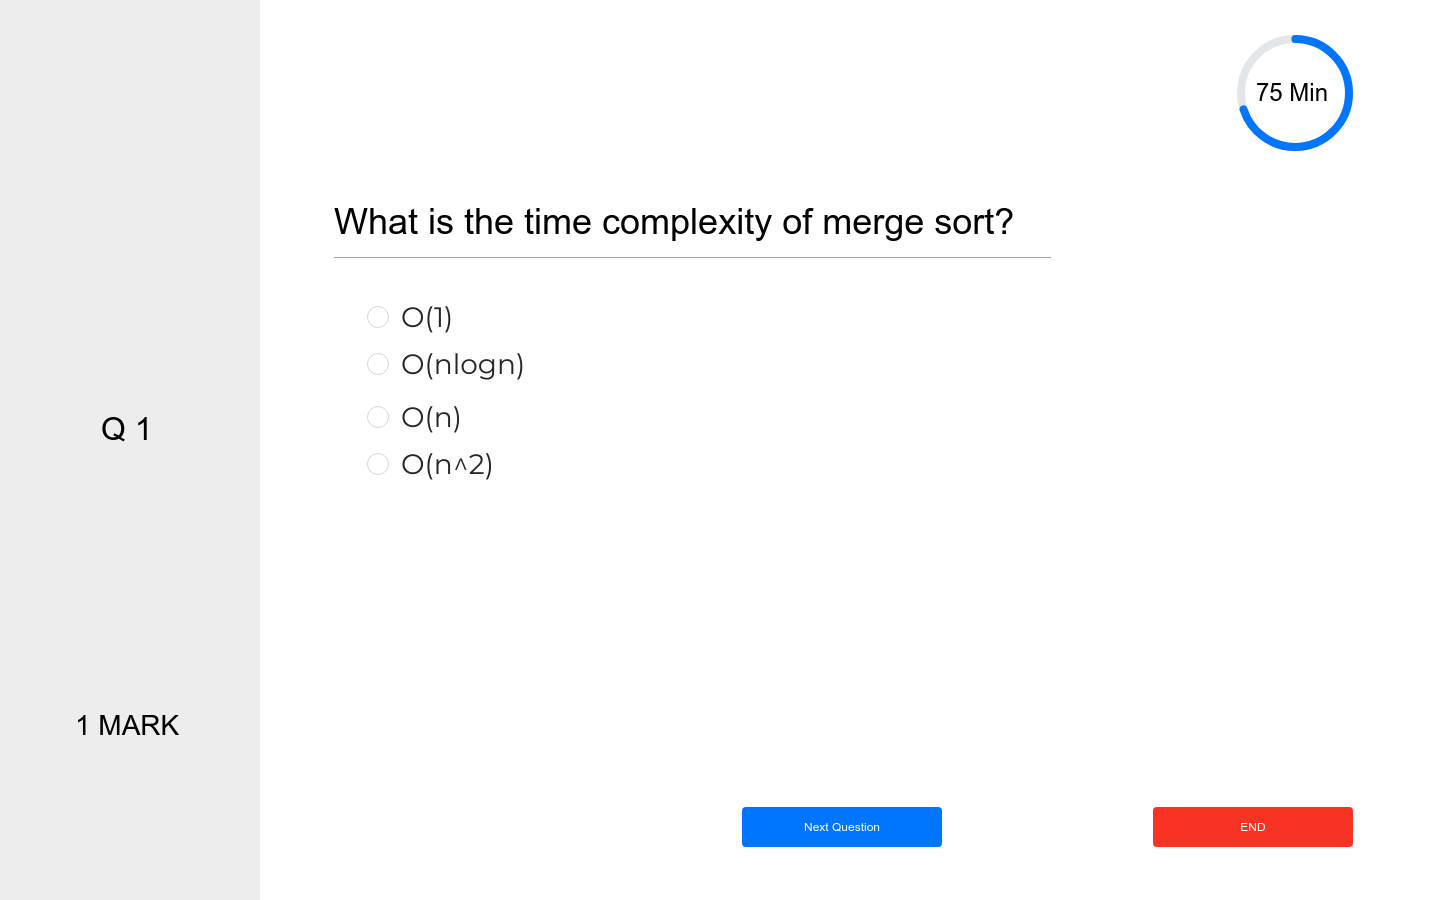 75 Min
What is the time complexity of merge sort?
O(1)
O(nlogn)
O(n)
O(n^2)
Q 1
1 MARK
Next Question
END